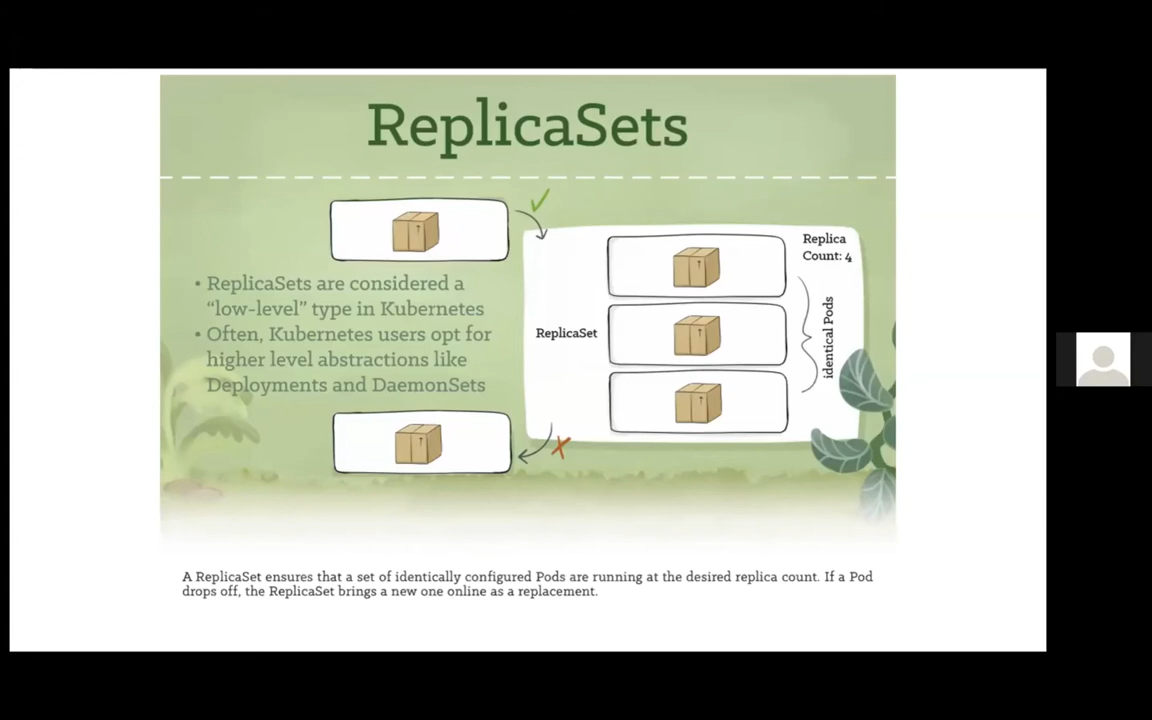 ReplicaSets
• ReplicaSets are considered a
“low-level” type in Kubernetes
• Often, Kubernetes users opt for
higher level abstractions like
Deployments and DaemonSets
ReplicaSet
Replica
Count: 4
identical Pods
A ReplicaSet ensures that a set of identically configured Pods are running at the desired replica count. If a Pod
drops off, the ReplicaSet brings a new one online as a replacement.